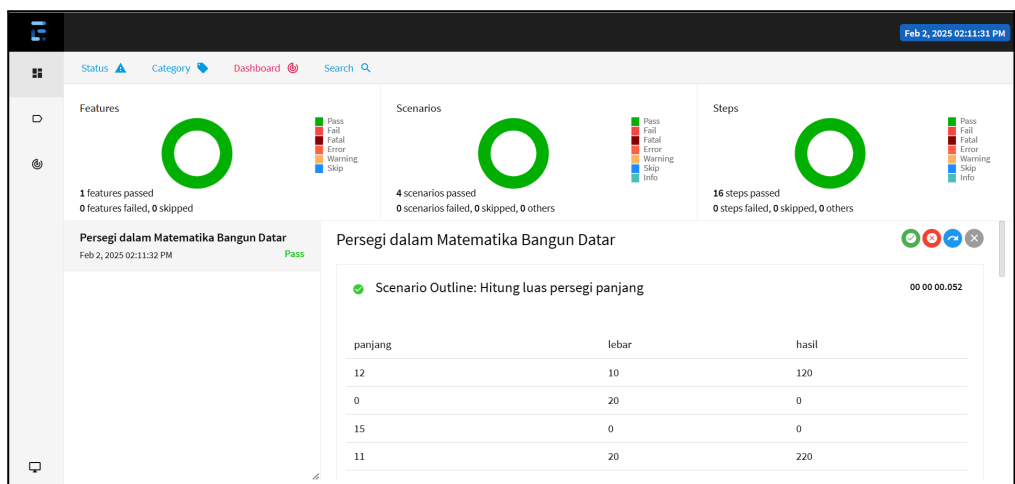 Feb 2, 2025 02:11:31 PM
Status Category Dashboard Search
Features
Pass
Fail
Fatal
Error
Warning
Skip
1 features passed
0 features failed, 0 skipped
Scenarios
Pass
Fail
Fatal
Error
Warning
Skip
Info
4 scenarios passed
0 scenarios failed, 0 skipped, 0 others
Steps
Pass
Fail
Fatal
Error
Warning
Skip
Info
16 steps passed
0 steps failed, 0 skipped, 0 others
Persegi dalam Matematika Bangun Datar
Feb 2, 2025 02:11:32 PM Pass
Persegi dalam Matematika Bangun Datar
Scenario Outline: Hitung luas persegi panjang 00 00 00.052
panjang lebar hasil
12 10 120
0 20 0
15 0 0
11 20 220